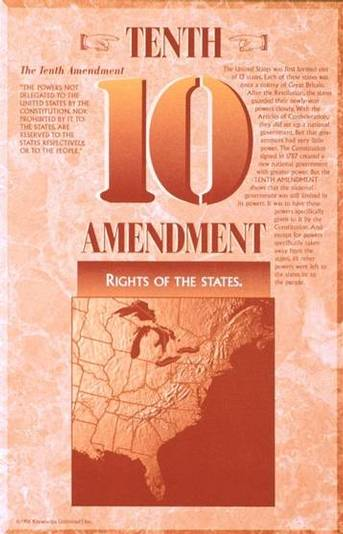 TENTH
10
AMENDMENT
The Tenth Amendment
"THE POWERS NOT
DELEGATED TO THE
UNITED STATES BY THE
CONSTITUTION, NOR
PROHIBITED BY IT TO
THE STATES, ARE
RESERVED TO THE
STATES RESPECTIVELY,
OR TO THE PEOPLE."
The United States was first formed out
of 13 states. Each of these states was
once a colony of Great Britain.
After the Revolution, the states
guarded their newly-won
powers closely. With the
Articles of Confederation,
they did set up a national
government. But that gov-
ernment had very little
power. The Constitution
signed in 1787 created a
new national government
with greater power. But the
TENTH AMENDMENT
shows that the national
government was still limited in
its powers. It was to have those
powers specifically
given to it by the
Constitution. And
except for powers
specifically taken
away from the
states, all other
powers were left to
the states or to
the people.
RIGHTS OF THE STATES.
Knowledge Unlimited, Inc.